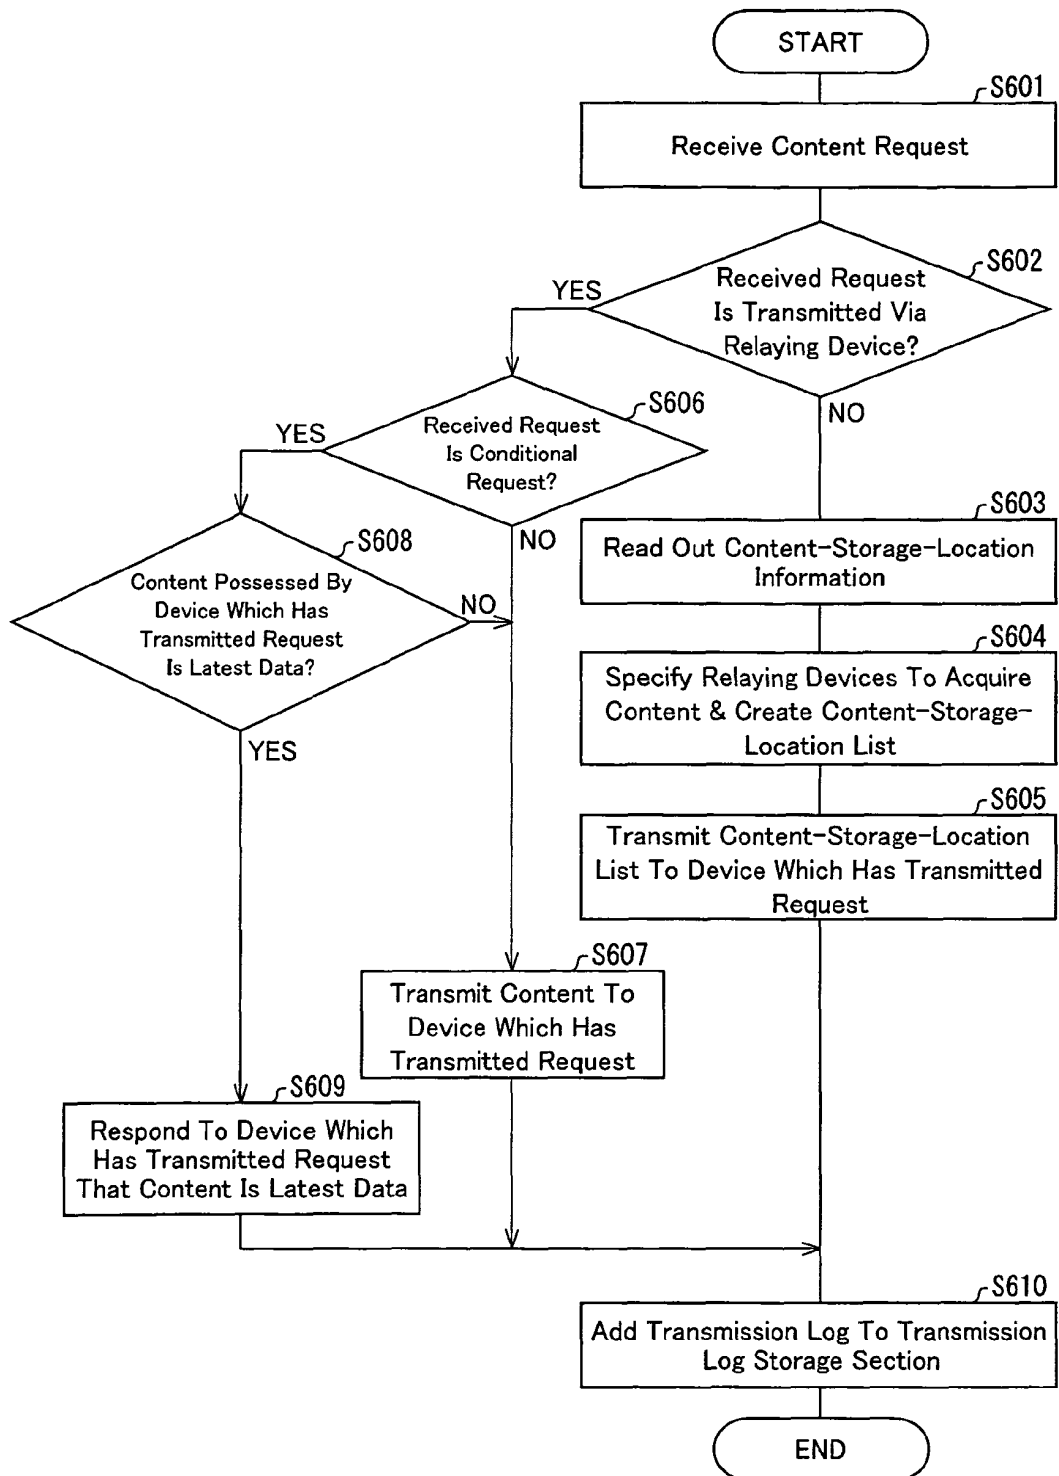 START
S601
Receive Content Request
S602
Received Request
Is Transmitted Via
Relaying Device?
YES
NO
S606
Received Request
Is Conditional
Request?
YES
NO
S603
Read Out Content-Storage-Location
Information
S608
Content Possessed By
Device Which Has
Transmitted Request
Is Latest Data?
NO
YES
S604
Specify Relaying Devices To Acquire
Content & Create Content-Storage-
Location List
S605
Transmit Content-Storage-Location
List To Device Which Has Transmitted
Request
S607
Transmit Content To
Device Which Has
Transmitted Request
S609
Respond To Device Which
Has Transmitted Request
That Content Is Latest Data
S610
Add Transmission Log To Transmission
Log Storage Section
END